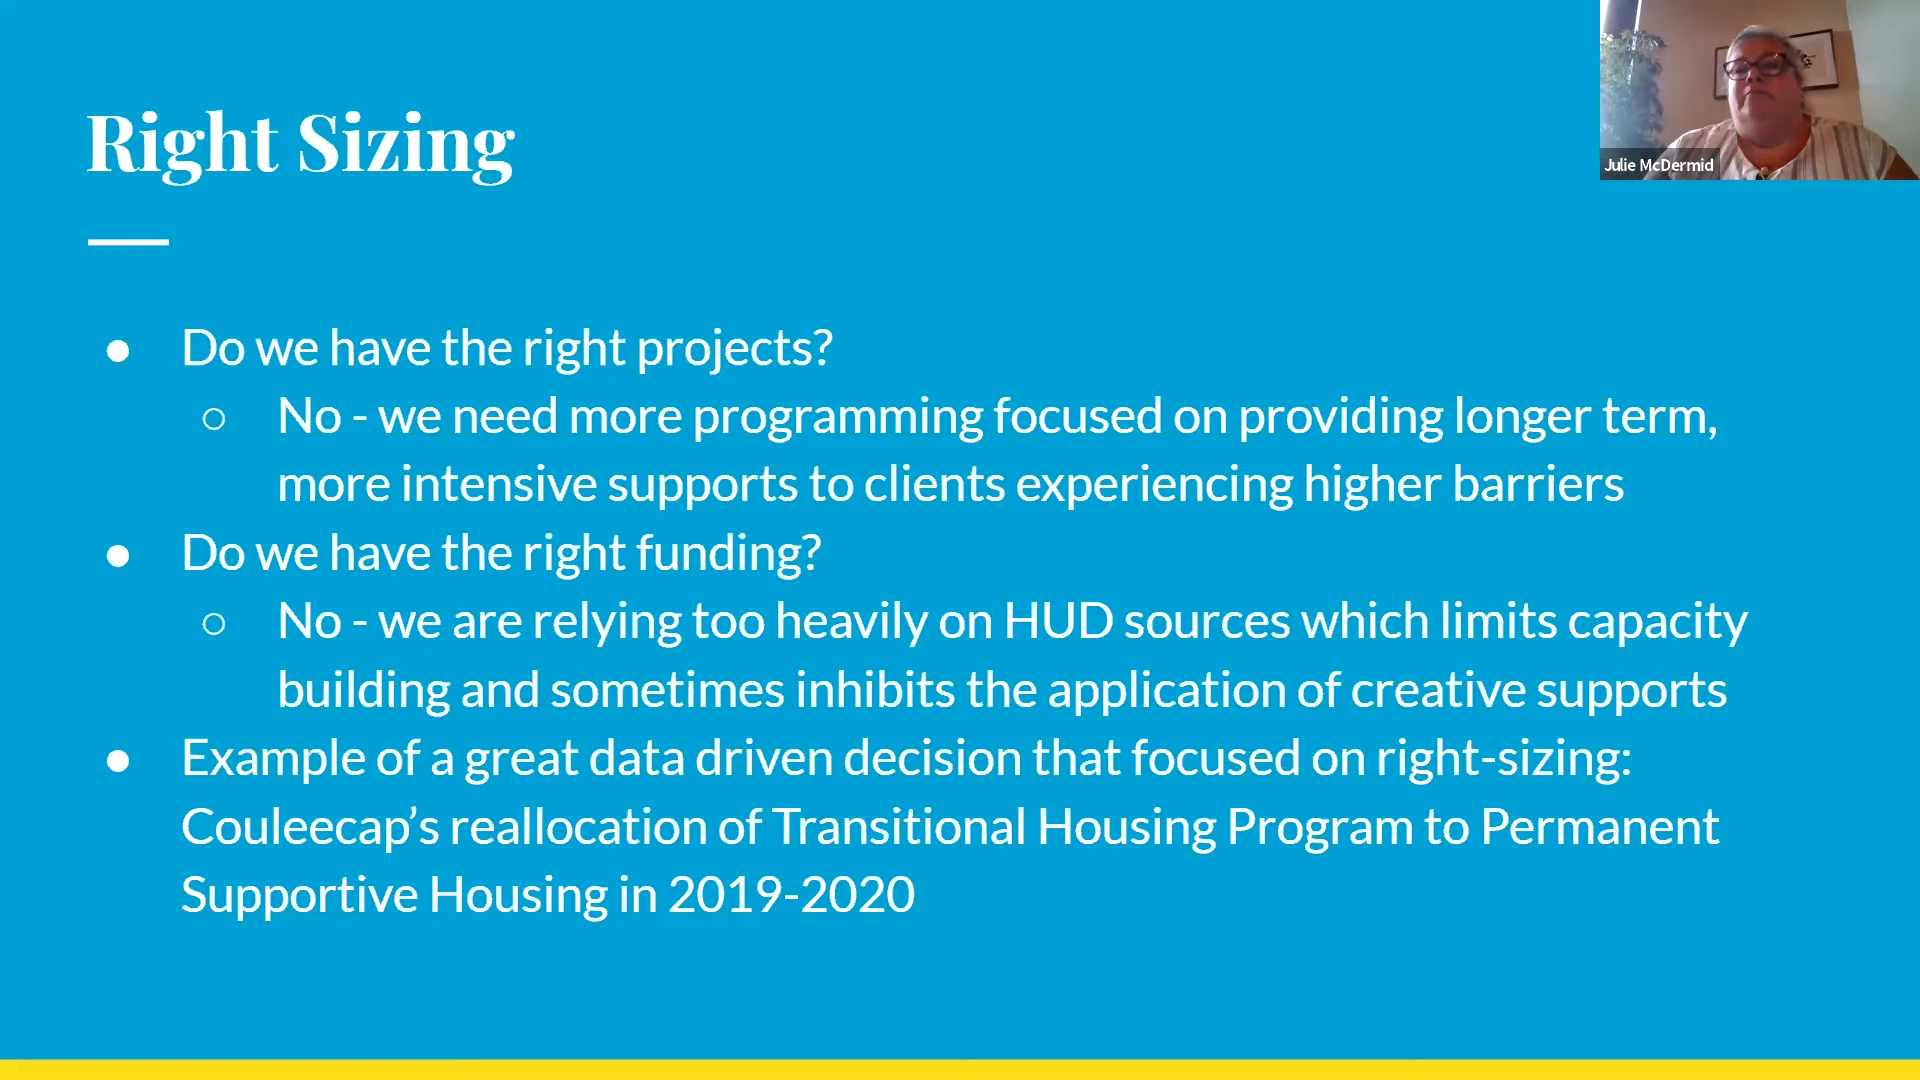 Right Sizing
Julie McDermid
● Do we have the right projects?
○ No - we need more programming focused on providing longer term,
more intensive supports to clients experiencing higher barriers
● Do we have the right funding?
○ No - we are relying too heavily on HUD sources which limits capacity
building and sometimes inhibits the application of creative supports
● Example of a great data driven decision that focused on right-sizing:
Couleecap’s reallocation of Transitional Housing Program to Permanent
Supportive Housing in 2019-2020